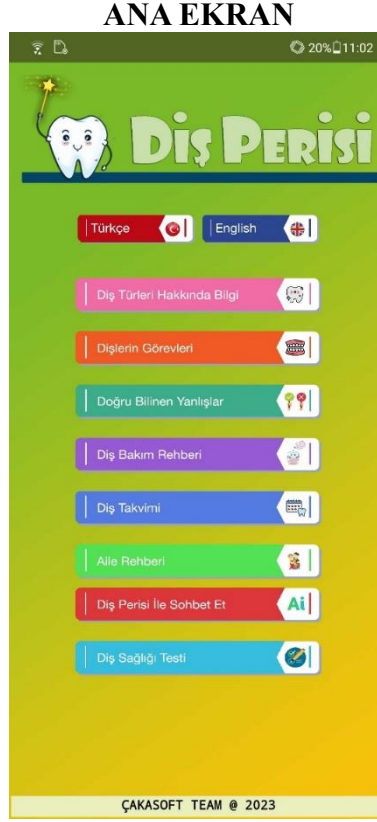 ANA EKRAN
20% 11:02
Diş Perisi
Türkçe
English
Diş Türleri Hakkında Bilgi
Dişlerin Görevleri
Doğru Bilinen Yanlışlar
Diş Bakım Rehberi
Diş Takvimi
Aile Rehberi
Diş Perisi İle Sohbet Et
Ai
Diş Sağlığı Testi
ÇAKASOFT TEAM @ 2023